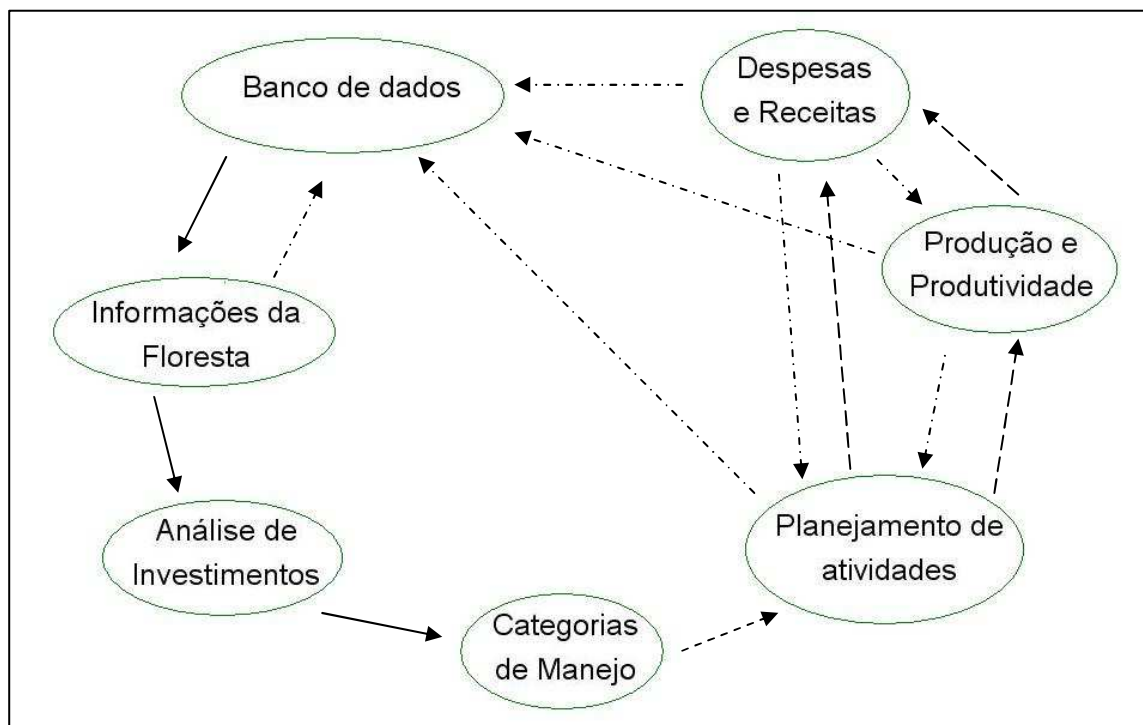 Banco de dados
Despesas
e Receitas
Produção e
Produtividade
Informações da
Floresta
Análise de
Investimentos
Planejamento de
atividades
Categorias
de Manejo